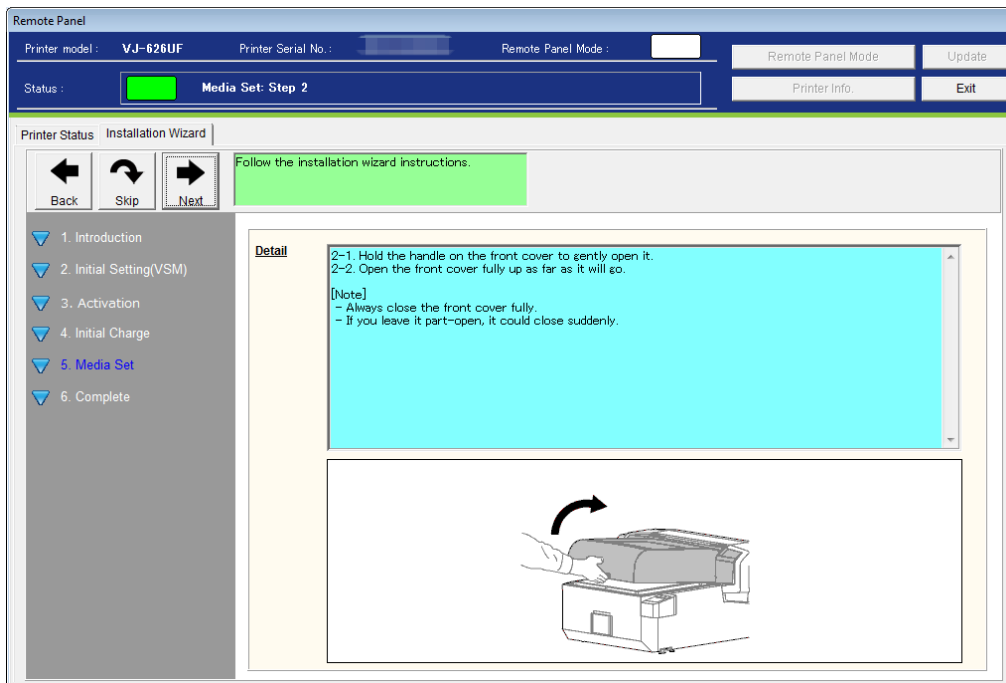 Remote Panel
Printer model : VJ-626UF Printer Serial No. : Remote Panel Mode :
Remote Panel Mode Update
Status : Media Set: Step 2
Printer Info. Exit
Printer Status Installation Wizard
Back Skip Next
Follow the installation wizard instructions.
1. Introduction
2. Initial Setting(VSM)
3. Activation
4. Initial Charge
5. Media Set
6. Complete
Detail
2-1. Hold the handle on the front cover to gently open it.
2-2. Open the front cover fully up as far as it will go.
[Note]
- Always close the front cover fully.
- If you leave it part-open, it could close suddenly.